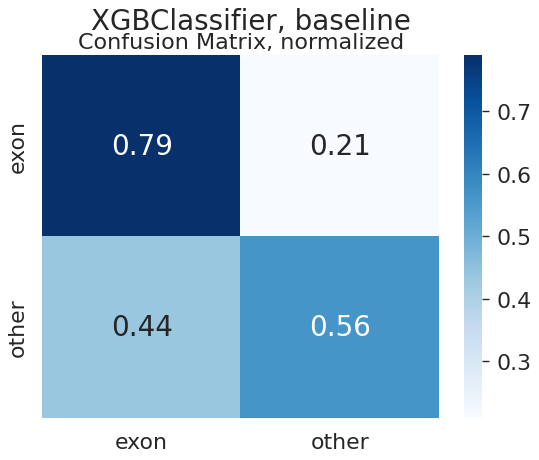 XGBClassifier, baseline
Confusion Matrix, normalized
exon
0.79
0.21
other
0.44
0.56
exon
other
0.7
0.6
0.5
0.4
0.3